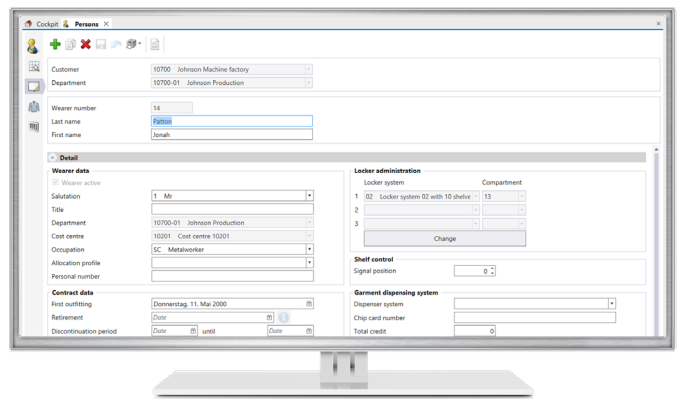 Cockpit Persons
Customer 10700 Johnson Machine factory
Department 10700-01 Johnson Production
Wearer number 14
Last name Patton
First name Jonah
Detail
Wearer data
Wearer active
Salutation 1 Mr
Title
Department 10700-01 Johnson Production
Cost centre 10201 Cost centre 10201
Occupation SC Metalworker
Allocation profile
Personal number
Locker administration
Locker system Compartment
1 02 Locker system 02 with 10 shelve 13
2
3
Change
Shelf control
Signal position 0
Contract data
First outfitting Donnerstag, 11. Mai 2000
Retirement Date
Discontinuation period Date until Date
Garment dispensing system
Dispenser system
Chip card number
Total credit 0